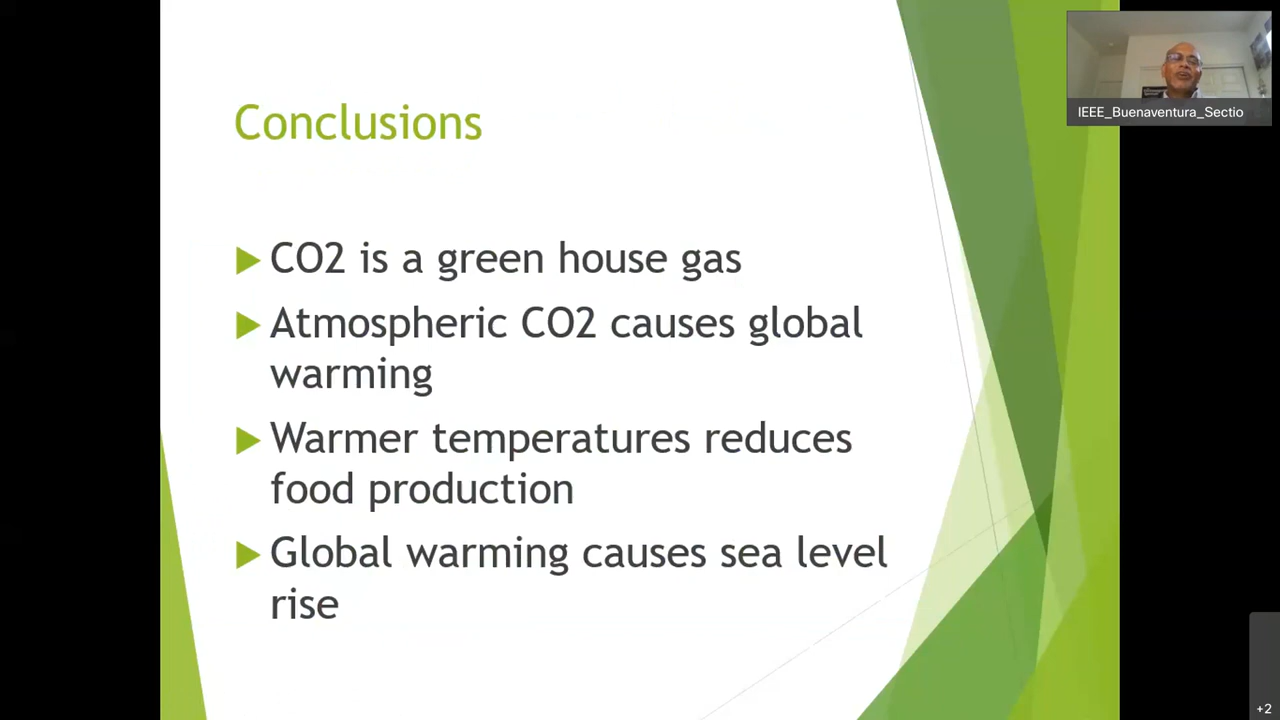 Conclusions
CO2 is a green house gas
Atmospheric CO2 causes global
warming
Warmer temperatures reduces
food production
Global warming causes sea level
rise
IEEE_Buenaventura_Sectio
+2